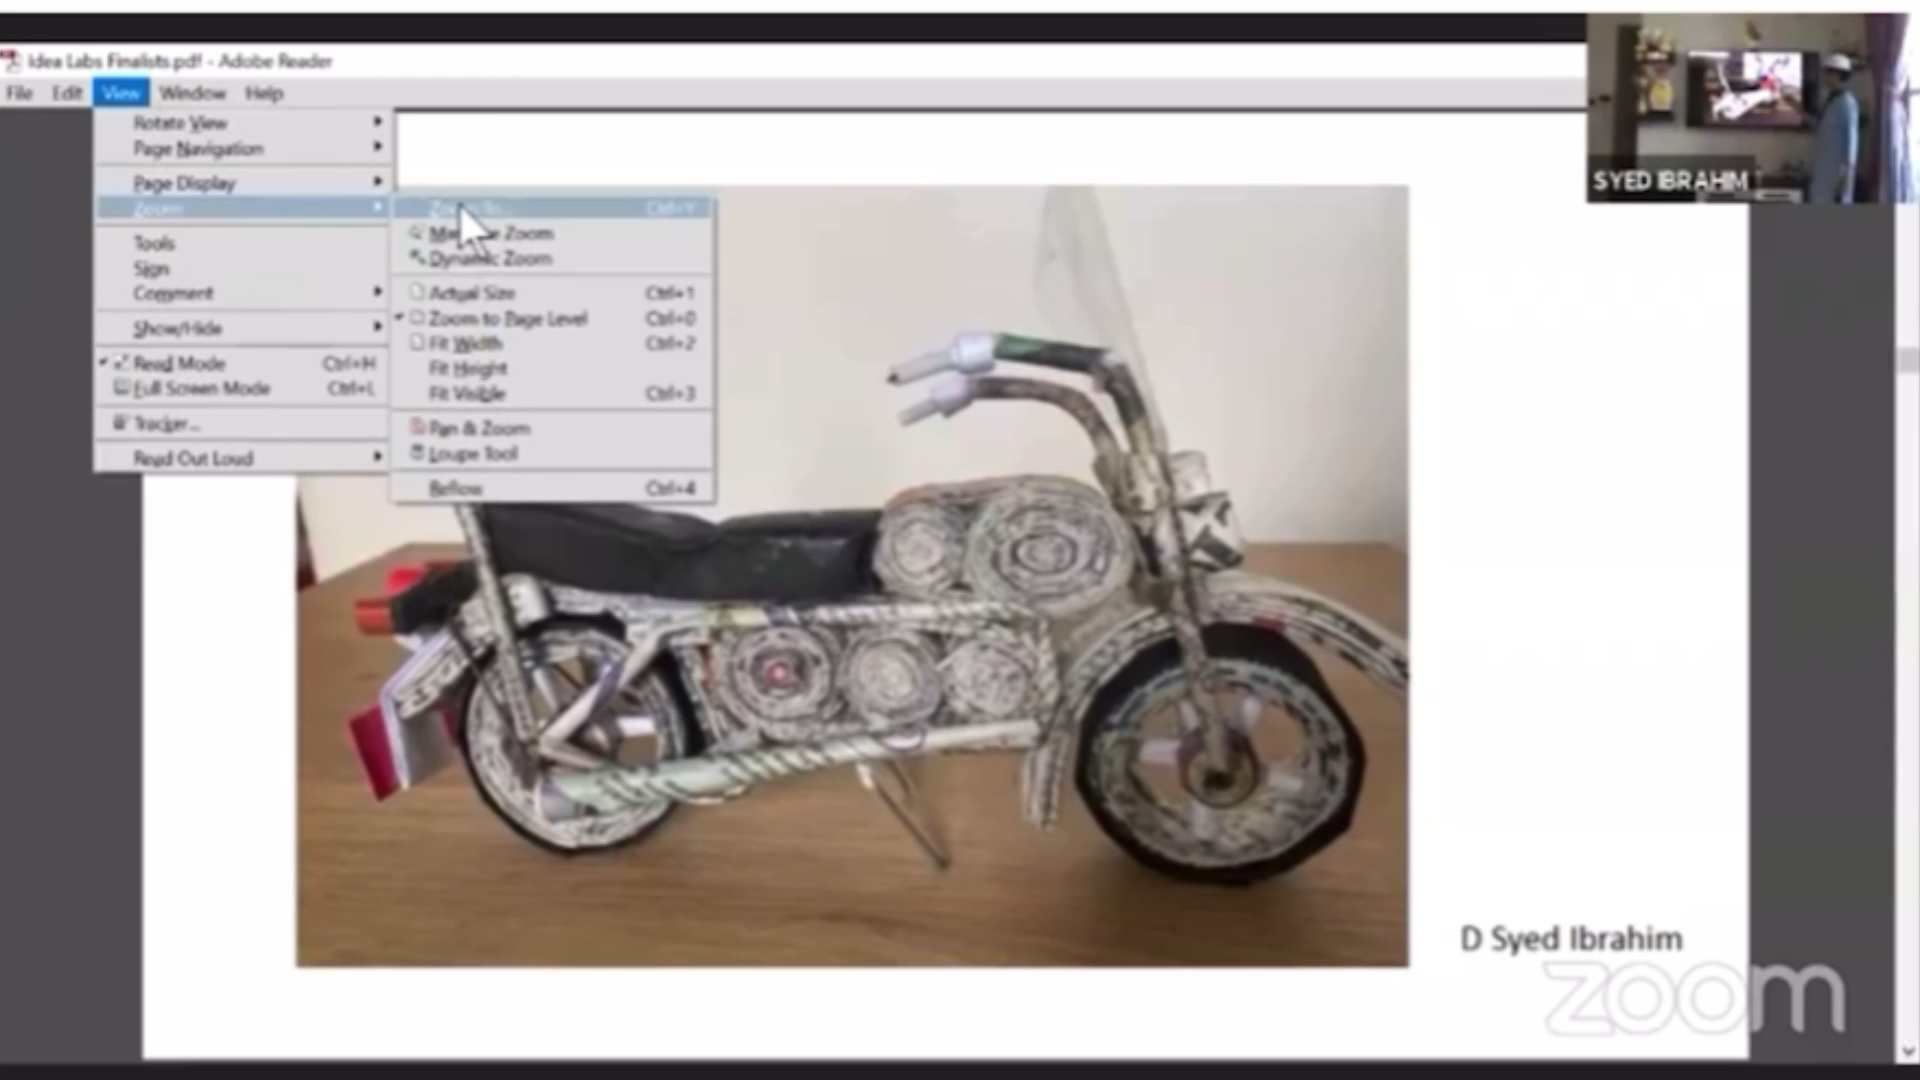 Idea Labs Finalists.pdf - Adobe Reader
File Edit View Window Help
Rotate View
Page Navigation
Page Display
Zoom
Tools
Sign
Comment
Show/Hide
Read Mode Ctrl+H
Full Screen Mode Ctrl+L
Tracker...
Read Out Loud
Ctrl+Y
Zoom
Dynamic Zoom
Actual Size Ctrl+1
Zoom to Page Level Ctrl+0
Fit Width Ctrl+2
Fit Height
Fit Visible Ctrl+3
Pan & Zoom
Loupe Tool
Reflow Ctrl+4
SYED IBRAHIM
D Syed Ibrahim
zoom